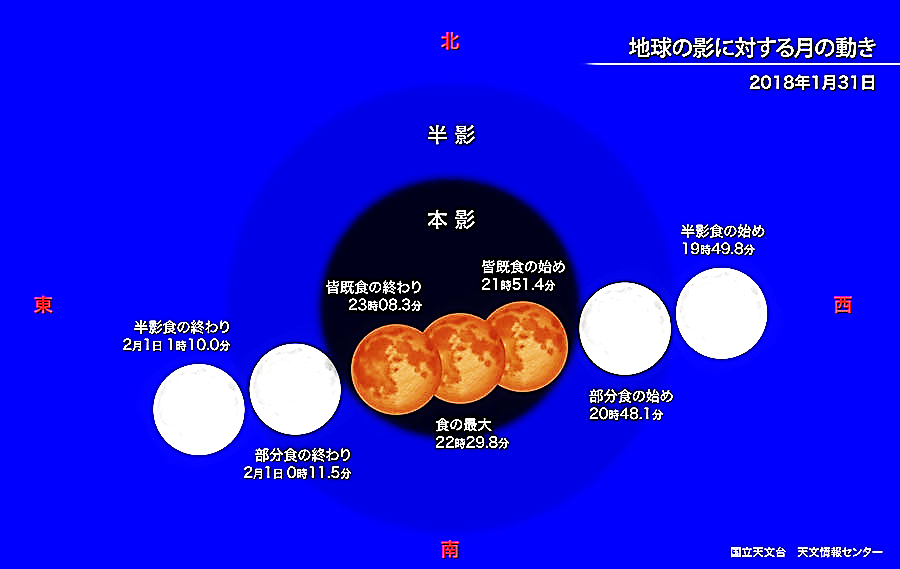 北
地球の影に対する月の動き
2018年1月31日
半影
本影
半影食の始め
19時49.8分
皆既食の始め
21時51.4分
皆既食の終わり
23時08.3分
東
西
半影食の終わり
2月1日 1時10.0分
部分食の始め
20時48.1分
食の最大
22時29.8分
部分食の終わり
2月1日 0時11.5分
南
国立天文台 天文情報センター